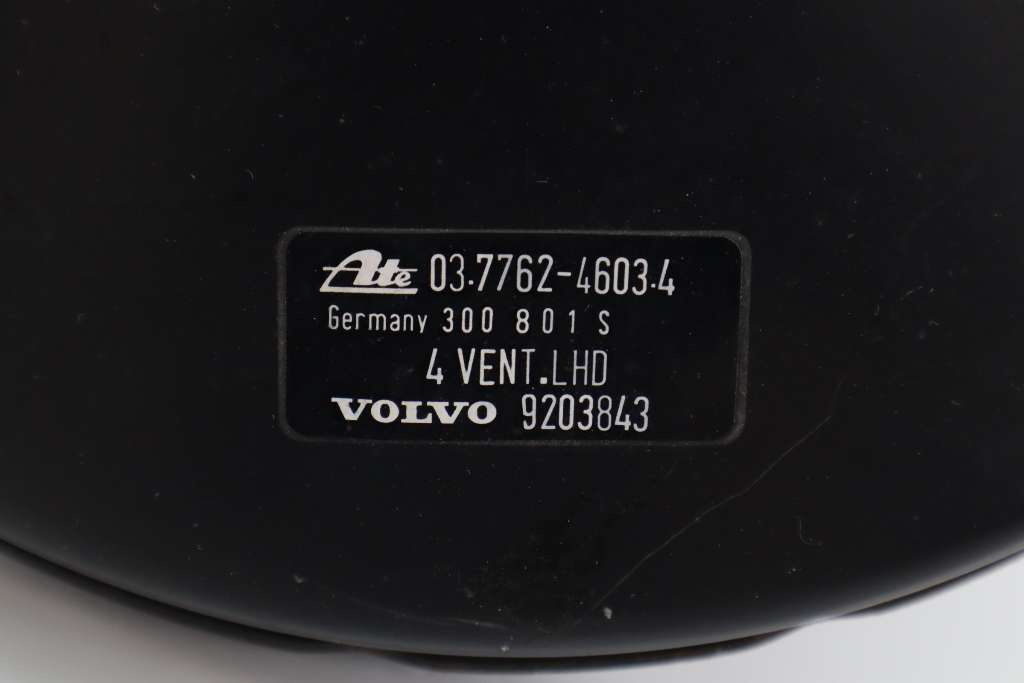 Ate 03.7762-4603.4
Germany 300 801 S
4 VENT.LHD
VOLVO 9203843